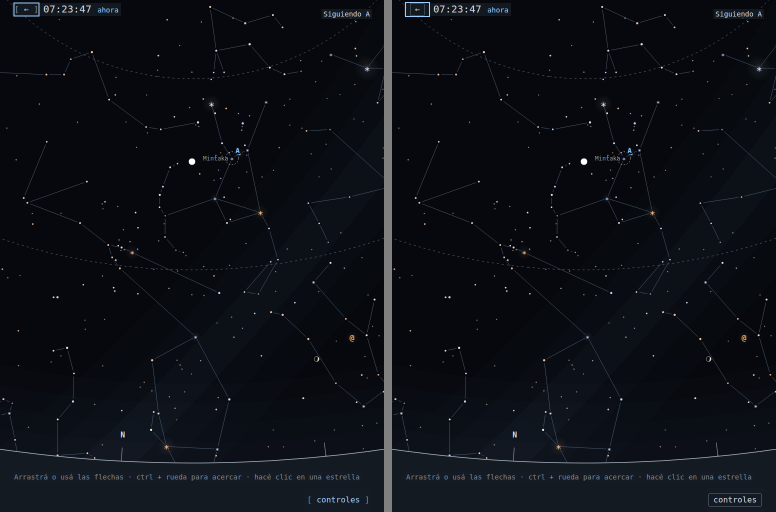 [ ← ] 07:23:47 ahora
Siguiendo A
A
Mintaka
@
N
Arrastrá o usá las flechas · ctrl + rueda para acercar · hacé clic en una estrella
[ controles ]
← 07:23:47 ahora
Siguiendo A
A
Mintaka
@
N
Arrastrá o usá las flechas · ctrl + rueda para acercar · hacé clic en una estrella
controles